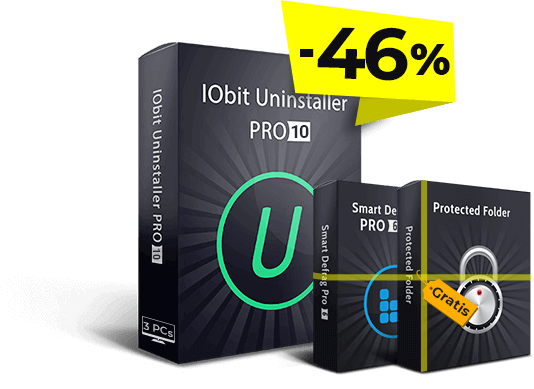 -46%
IObit Uninstaller
PRO 10
IObit Uninstaller PRO 10
U
3 PCs
Smart De
PRO
Smart Defrag Pro
Protected Folder
Protected Folder
Gratis